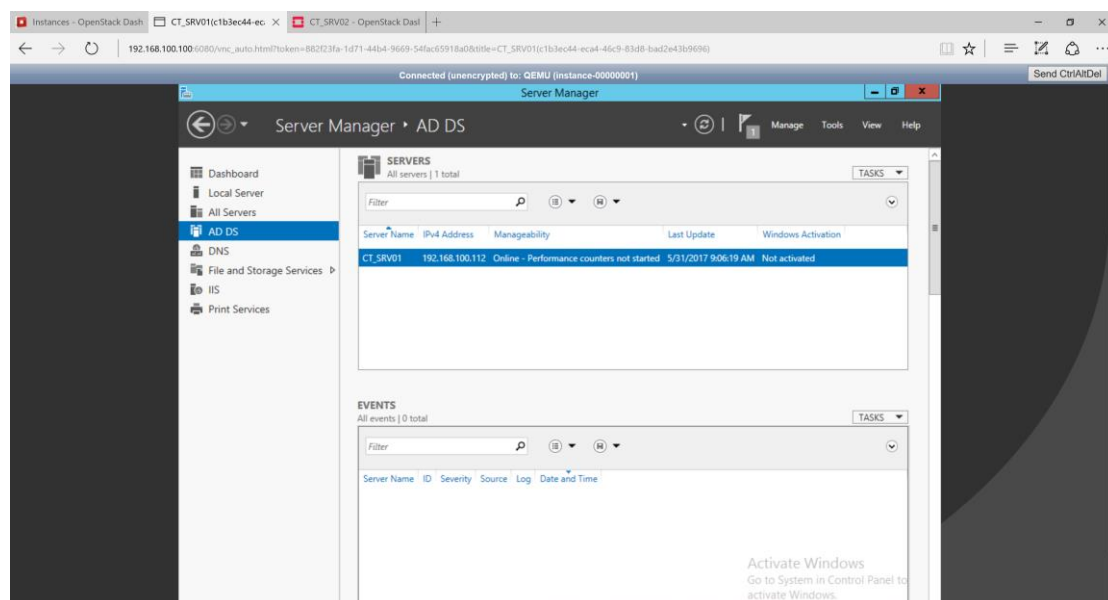 Instances - OpenStack Dash CT_SRV01(c1b3ec44-ec CT_SRV02 - OpenStack Dasl
192.168.100.100:6080/vnc_auto.html?token=882f23fa-1d71-44b4-9669-54fac65918a0&title=CT_SRV01(c1b3ec44-eca4-46c9-83d8-bad2e43b9696)
Connected (unencrypted) to: QEMU (instance-00000001) Send CtrlAltDel
Server Manager
Server Manager ‣ AD DS 1 Manage Tools View Help
Dashboard
Local Server
All Servers
AD DS
DNS
File and Storage Services
IIS
Print Services
SERVERS
All servers | 1 total TASKS
Filter
Server Name IPv4 Address Manageability Last Update Windows Activation
CT_SRV01 192.168.100.112 Online - Performance counters not started 5/31/2017 9:06:19 AM Not activated
EVENTS
All events | 0 total TASKS
Filter
Server Name ID Severity Source Log Date and Time
Activate Windows
Go to System in Control Panel to
activate Windows.